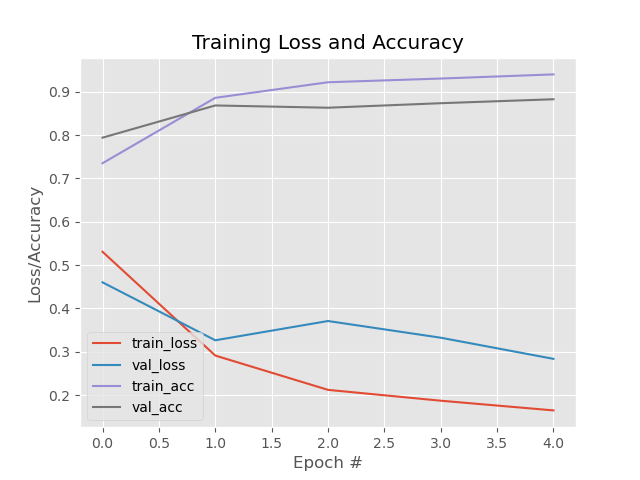 Training Loss and Accuracy
0.9
0.8
0.7
0.6
0.5
0.4
0.3
0.2
Loss/Accuracy
train_loss
val_loss
train_acc
val_acc
0.0 0.5 1.0 1.5 2.0 2.5 3.0 3.5 4.0
Epoch #